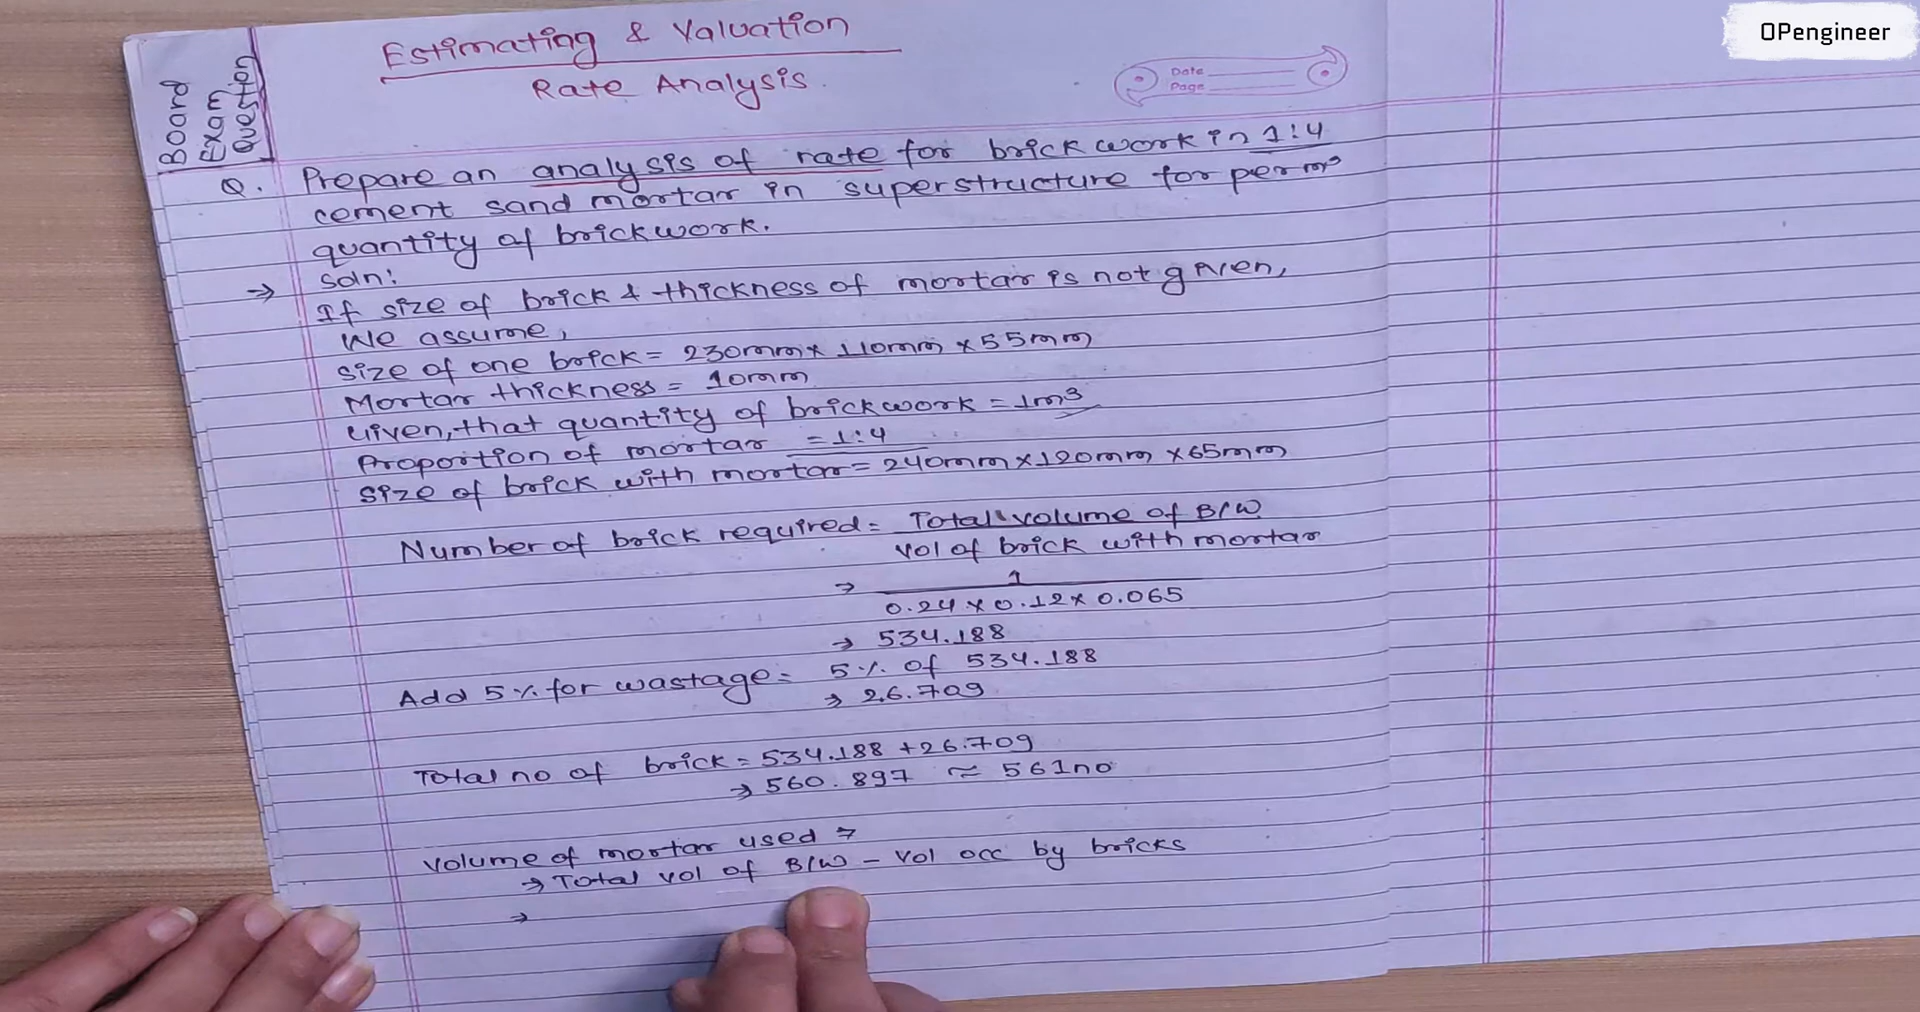 OPengineer
Board
Exam
Question
Estimating & Valuation
Rate Analysis.
Date
Page
Q. Prepare an analysis of rate for brickwork in 1:4
cement sand mortar in superstructure for per m³
quantity of brickwork.
→ Soln:
If size of brick & thickness of mortar is not given,
We assume,
size of one brick = 230mm x 110mm x 55mm
Mortar thickness = 10mm
Given, that quantity of brickwork = 1m³
Proportion of mortar = 1:4
size of brick with mortar = 240mm x 120mm x 65mm
Number of brick required = Total volume of B/W
vol of brick with mortar
→ 1
0.24 x 0.12 x 0.065
→ 534.188
Add 5% for wastage = 5% of 534.188
→ 26.709
Total no of brick = 534.188 + 26.709
→ 560.897 ≈ 561no
volume of mortar used →
→ Total vol of B/W - vol occ by bricks
→